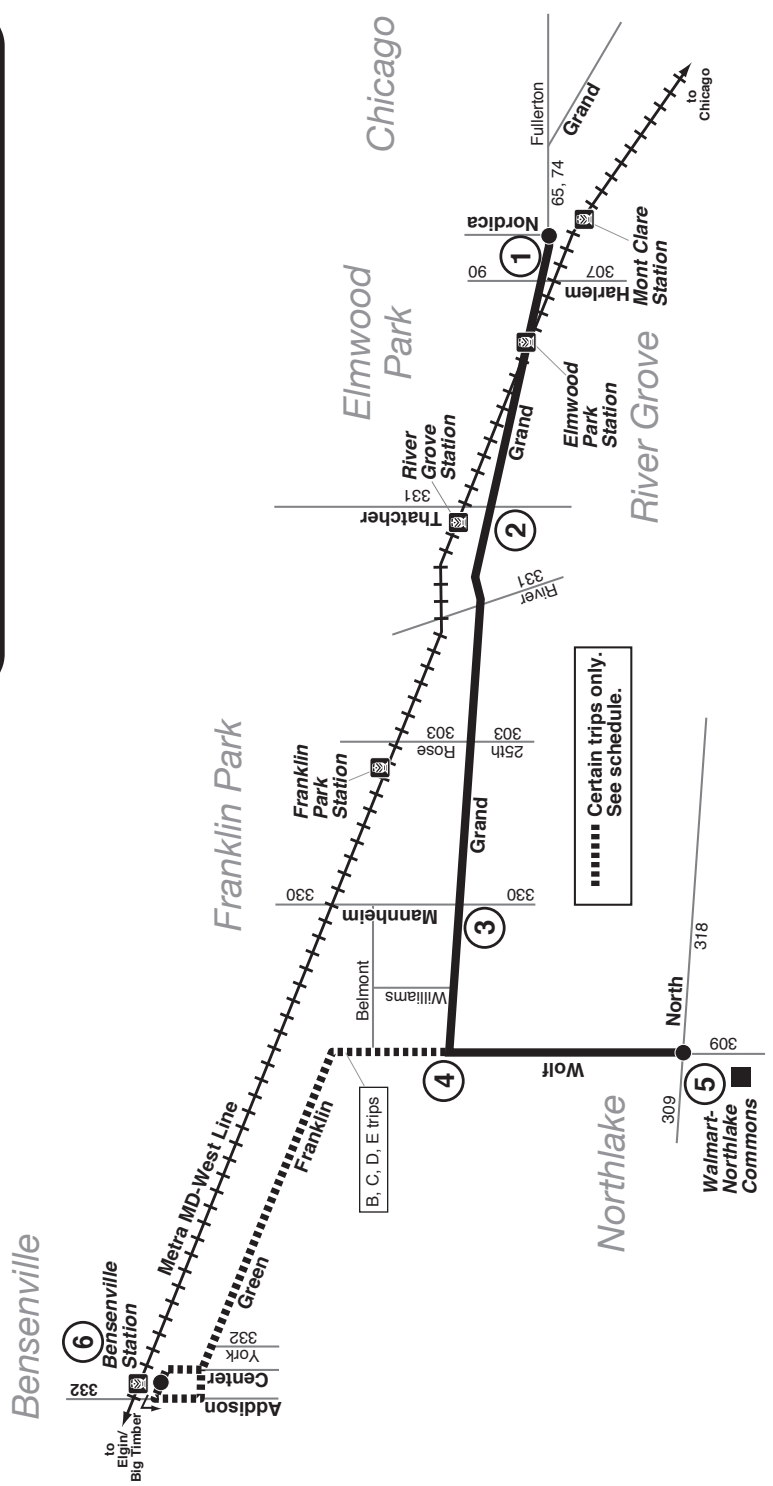 Bensenville
Franklin Park
Elmwood
Park
Chicago
Northlake
River Grove
to
Elgin/
Big Timber
332
6
Bensenville
Station
Metra MD-West Line
Addison
Center
York
332
Green
Franklin
B, C, D, E trips
4
Belmont
Williams
330
Mannheim
330
3
Franklin
Park
Station
303
Rose
25th
303
Grand
River
331
River
Grove
Station
331
Thatcher
2
Grand
Elmwood
Park
Station
90
307
Harlem
1
Nordica
Mont Clare
Station
65, 74
Fullerton
Grand
to
Chicago
Wolf
North
309
5
309
318
Walmart-
Northlake
Commons
Certain trips only.
See schedule.